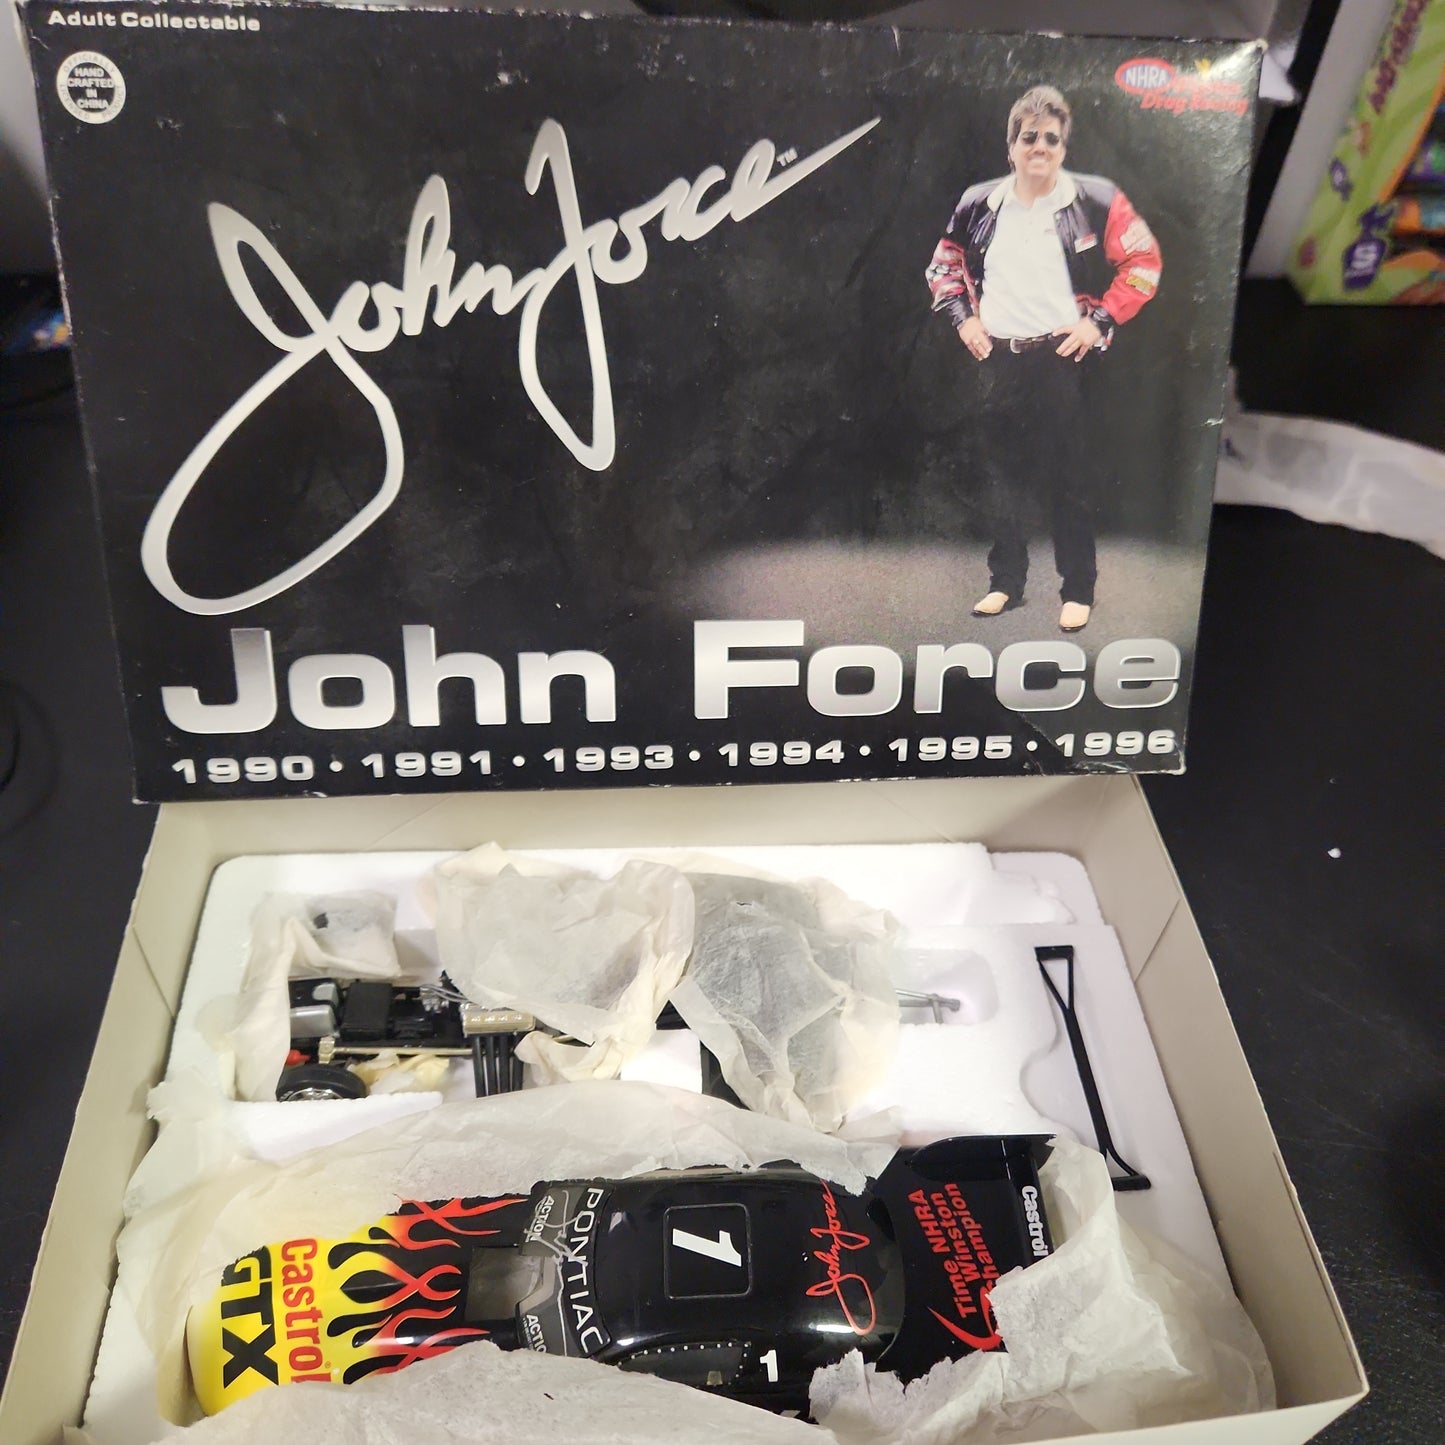 Adult Collectable
HAND
CRAFTED
IN
CHINA
NHRA
Drag Racing
John Force™
John Force
1990 • 1991 • 1993 • 1994 • 1995 • 1996
Castrol
GTX
ACTION
PONTIAC
1
John Force
Time NHRA
Winston
Champion
Castrol
1